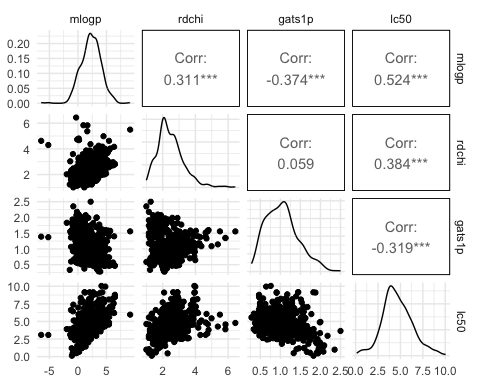 mlogp rdchi gats1p lc50
0.20
0.15
0.10
0.05
0.00
Corr:
0.311***
Corr:
-0.374***
Corr:
0.524***
mlogp
6
4
2
Corr:
0.059
Corr:
0.384***
rdchi
2.5
2.0
1.5
1.0
0.5
Corr:
-0.319***
gats1p
10.0
7.5
5.0
2.5
0.0
lc50
-5 0 5 2 4 6 0.5 1.0 1.5 2.0 2.5 0.0 2.5 5.0 7.5 10.0